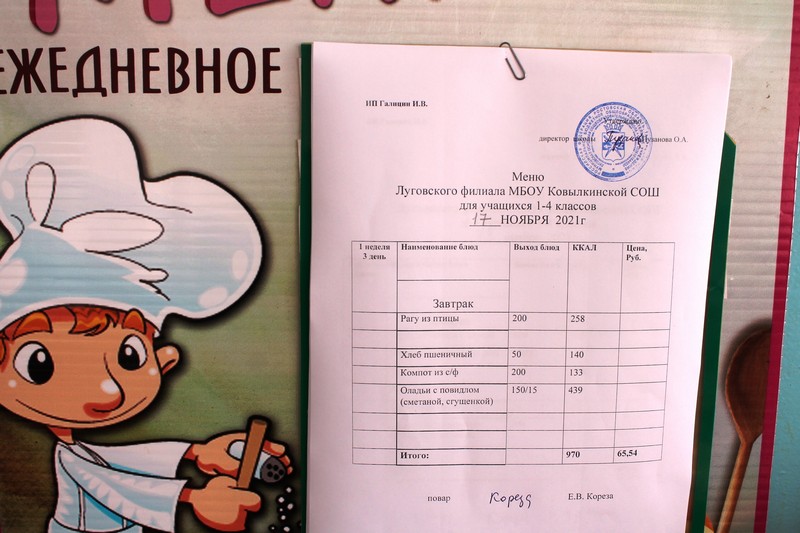 ЕЖЕДНЕВНОЕ
ИП Галицин И.В.
Утверждаю
директор школы Пузанова О.А.
Меню
Луговского филиала МБОУ Ковылкинской СОШ
для учащихся 1-4 классов
17 НОЯБРЯ 2021г
1 неделя 3 день Наименование блюд Выход блюд ККАЛ Цена, Руб.
Завтрак
Рагу из птицы 200 258
Хлеб пшеничный 50 140
Компот из с/ф 200 133
Оладьи с повидлом 150/15 439
(сметаной, сгущенкой)
Итого: 970 65,54
повар Кореза Е.В. Кореза